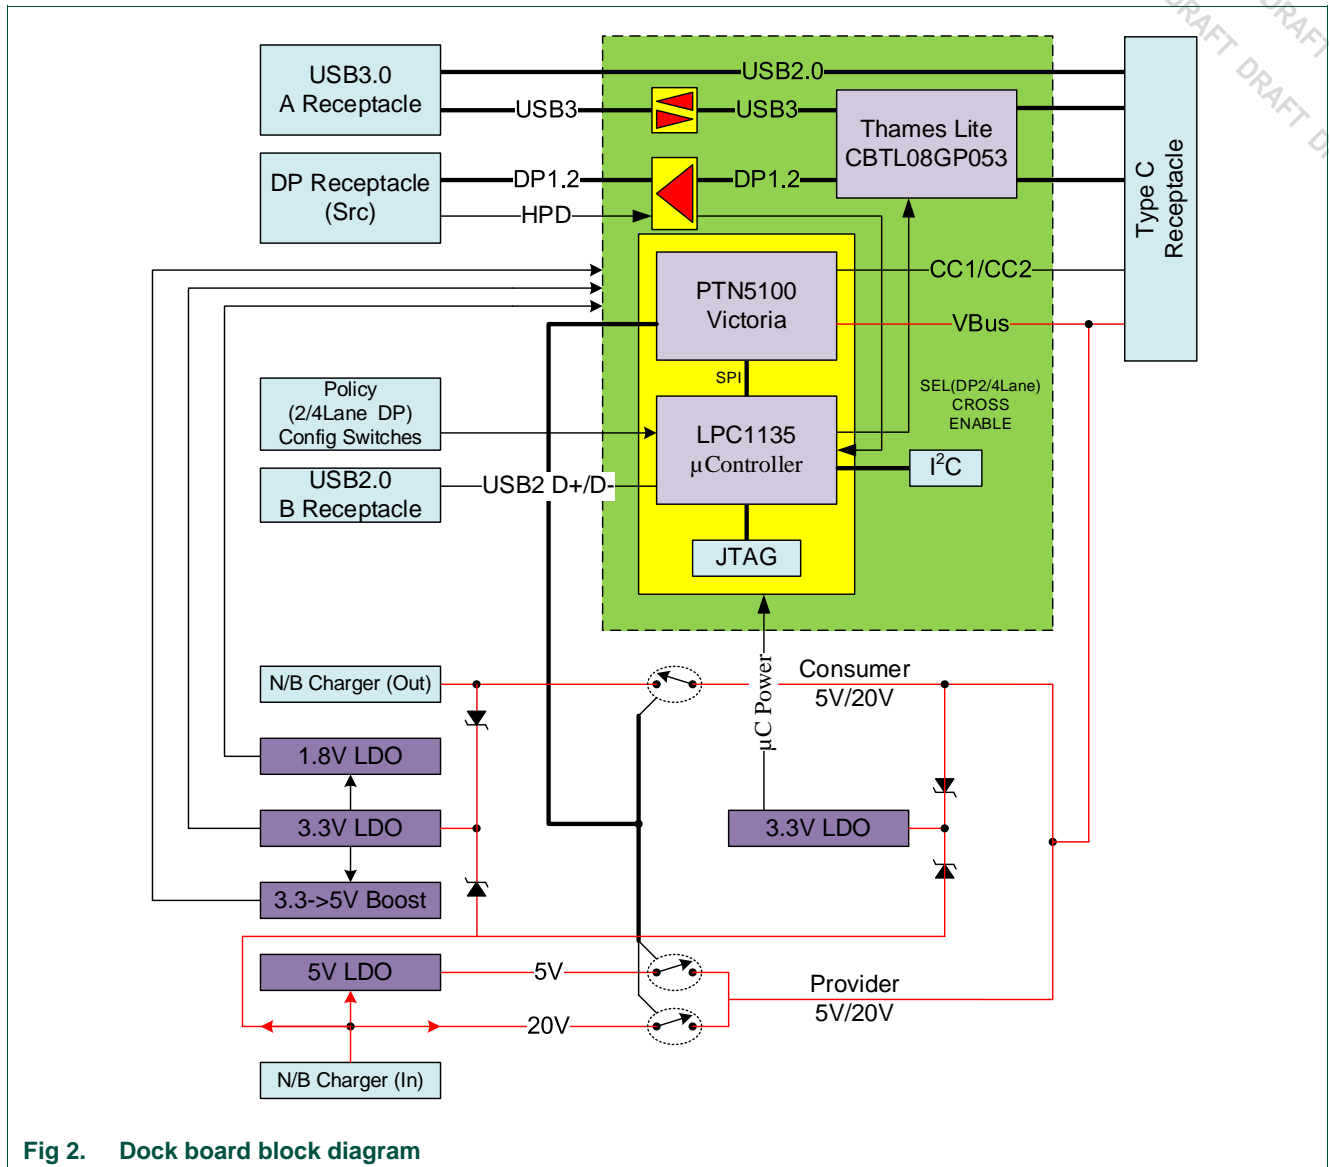 DRAFT DRAFT DRAFT
DRAFT
USB3.0
A Receptacle
USB2.0
USB3
USB3
Thames Lite
CBTL08GP053
Type C
Receptacle
DP Receptacle
(Src)
DP1.2
DP1.2
HPD
PTN5100
Victoria
CC1/CC2
VBus
SPI
Policy
(2/4Lane DP)
Config Switches
SEL(DP2/4Lane)
CROSS
ENABLE
LPC1135
µController
I²C
USB2.0
B Receptacle
USB2 D+/D-
JTAG
N/B Charger (Out)
µC Power
Consumer
5V/20V
1.8V LDO
3.3V LDO
3.3V LDO
3.3->5V Boost
5V LDO
5V
Provider
5V/20V
20V
N/B Charger (In)
Fig 2. Dock board block diagram